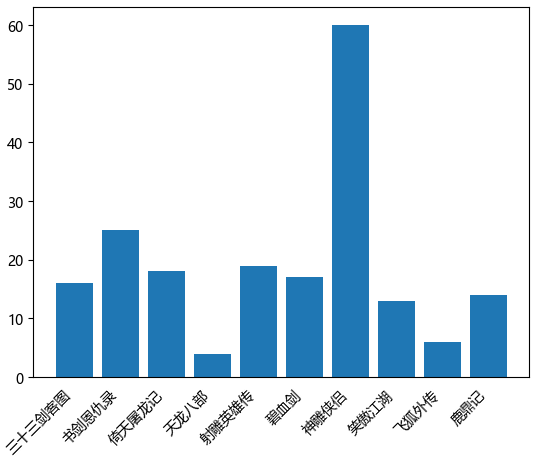 60
50
40
30
20
10
0
三十三剑客图
书剑恩仇录
倚天屠龙记
天龙八部
射雕英雄传
碧血剑
神雕侠侣
笑傲江湖
飞狐外传
鹿鼎记